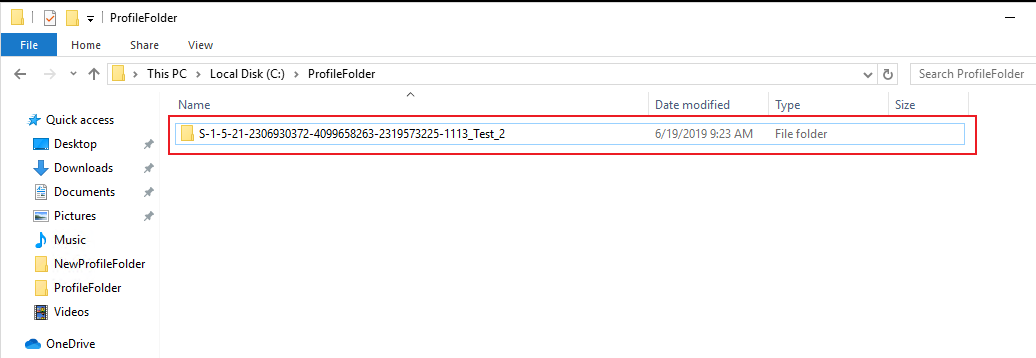 ProfileFolder
File Home Share View
This PC Local Disk (C:) ProfileFolder Search ProfileFolder
Name Date modified Type Size
Quick access
S-1-5-21-2306930372-4099658263-2319573225-1113_Test_2 6/19/2019 9:23 AM File folder
Desktop
Downloads
Documents
Pictures
Music
NewProfileFolder
ProfileFolder
Videos
OneDrive